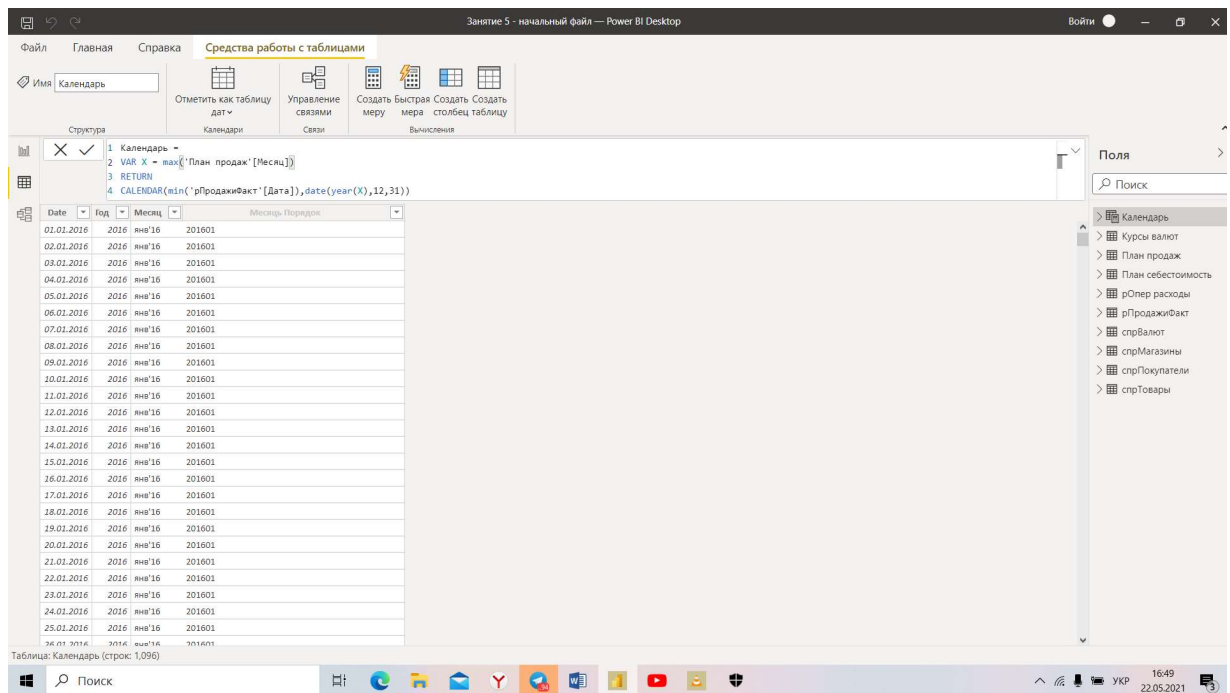 Занятие 5 - начальный файл — Power BI Desktop
Войти
Файл Главная Справка Средства работы с таблицами
Имя Календарь
Отметить как таблицу дат
Управление связями
Создать меру
Быстрая мера
Создать столбец
Создать таблицу
Структура Календари Связи Вычисления
1 Календарь =
2 VAR X = max('План продаж'[Месяц])
3 RETURN
4 CALENDAR(min('рПродажиФакт'[Дата]),date(year(X),12,31))
Date Год Месяц Месяць Порядок
01.01.2016 2016 янв'16 201601
02.01.2016 2016 янв'16 201601
03.01.2016 2016 янв'16 201601
04.01.2016 2016 янв'16 201601
05.01.2016 2016 янв'16 201601
06.01.2016 2016 янв'16 201601
07.01.2016 2016 янв'16 201601
08.01.2016 2016 янв'16 201601
09.01.2016 2016 янв'16 201601
10.01.2016 2016 янв'16 201601
11.01.2016 2016 янв'16 201601
12.01.2016 2016 янв'16 201601
13.01.2016 2016 янв'16 201601
14.01.2016 2016 янв'16 201601
15.01.2016 2016 янв'16 201601
16.01.2016 2016 янв'16 201601
17.01.2016 2016 янв'16 201601
18.01.2016 2016 янв'16 201601
19.01.2016 2016 янв'16 201601
20.01.2016 2016 янв'16 201601
21.01.2016 2016 янв'16 201601
22.01.2016 2016 янв'16 201601
23.01.2016 2016 янв'16 201601
24.01.2016 2016 янв'16 201601
25.01.2016 2016 янв'16 201601
26.01.2016 2016 янв'16 201601
Поля
Поиск
Календарь
Курсы валют
План продаж
План себестоимость
рОпер расходы
рПродажиФакт
спрВалют
спрМагазины
спрПокупатели
спрТовары
Таблица: Календарь (строк: 1,096)
Поиск
УКР
16:49
22.05.2021